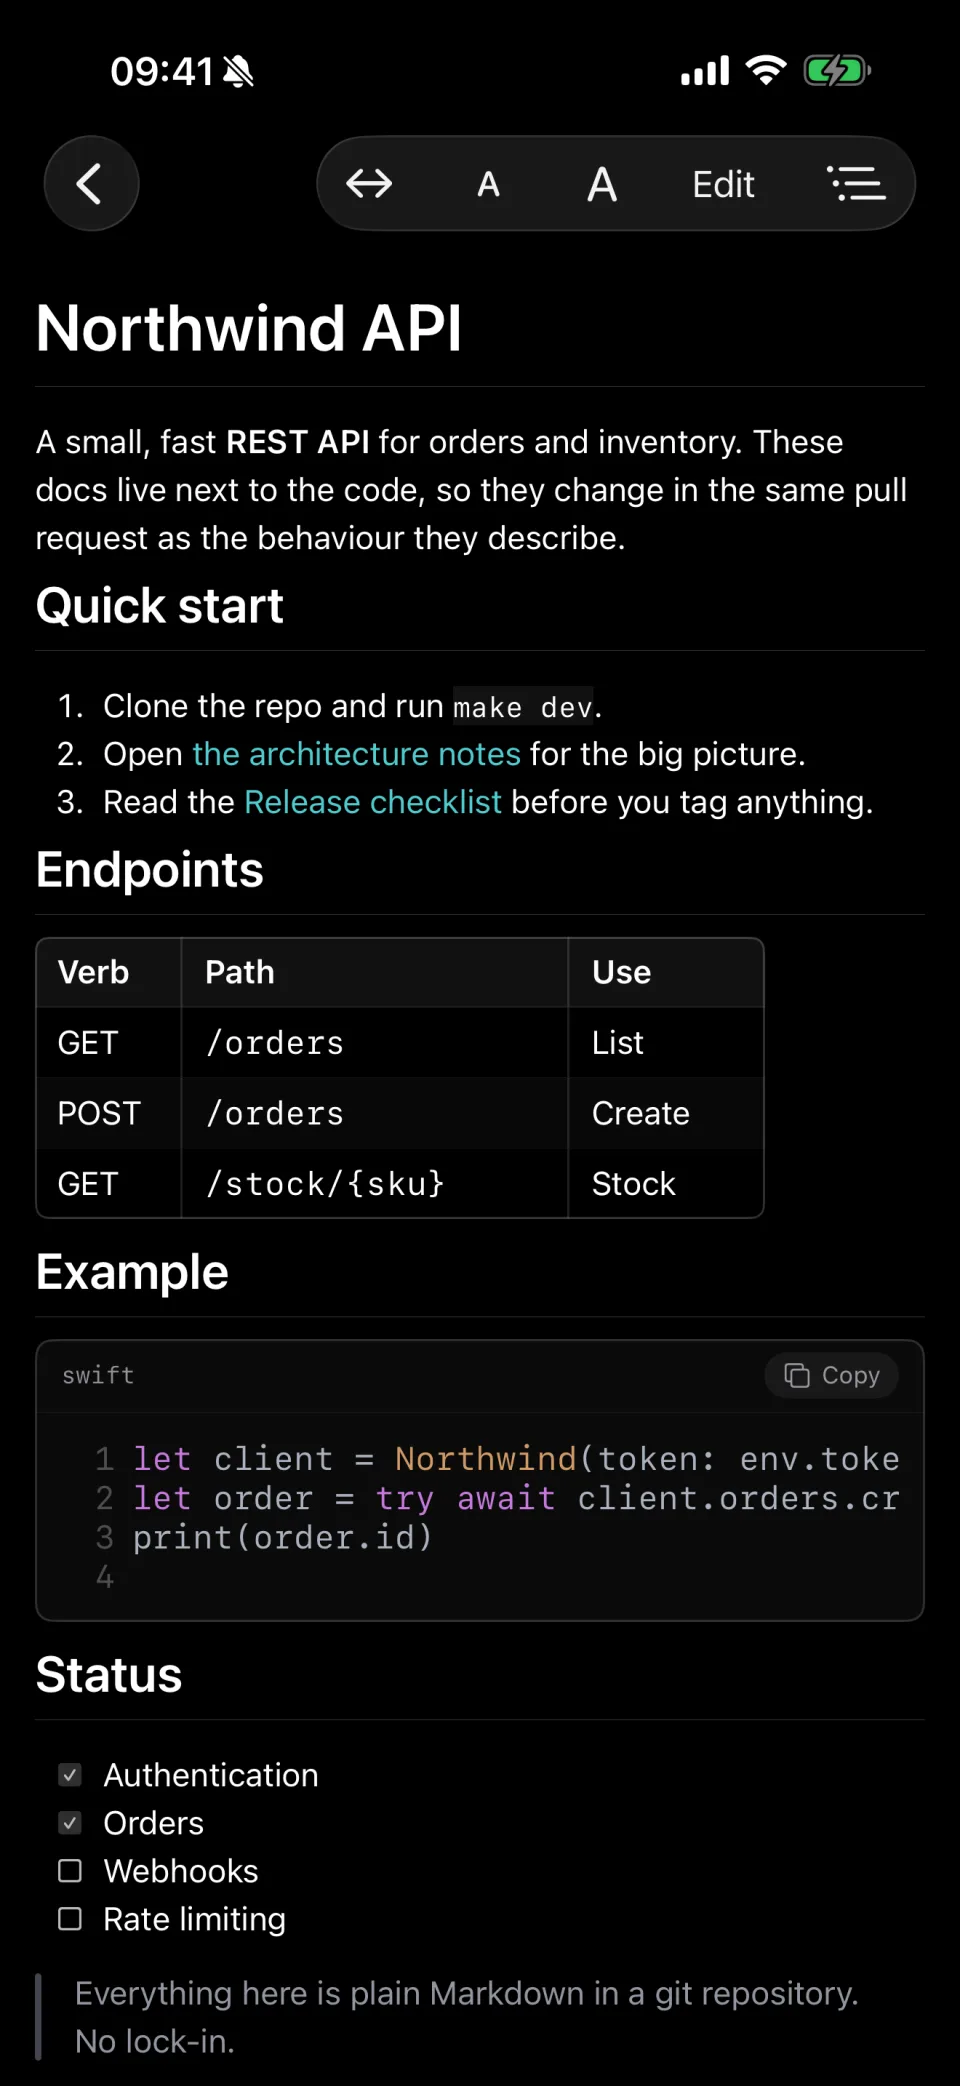 09:41
A A Edit
Northwind API
A small, fast REST API for orders and inventory. These
docs live next to the code, so they change in the same pull
request as the behaviour they describe.
Quick start
1. Clone the repo and run make dev.
2. Open the architecture notes for the big picture.
3. Read the Release checklist before you tag anything.
Endpoints
Verb Path Use
GET /orders List
POST /orders Create
GET /stock/{sku} Stock
Example
swift Copy
1 let client = Northwind(token: env.toke
2 let order = try await client.orders.cr
3 print(order.id)
4
Status
Authentication
Orders
Webhooks
Rate limiting
Everything here is plain Markdown in a git repository.
No lock-in.